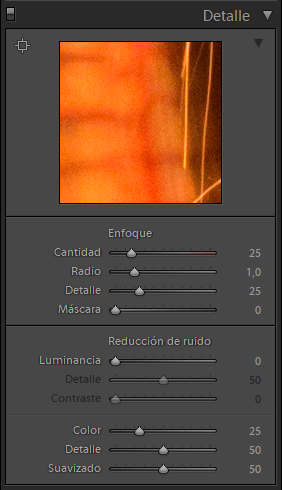 Detalle
Enfoque
Cantidad 25
Radio 1,0
Detalle 25
Máscara 0
Reducción de ruido
Luminancia 0
Detalle 50
Contraste 0
Color 25
Detalle 50
Suavizado 50